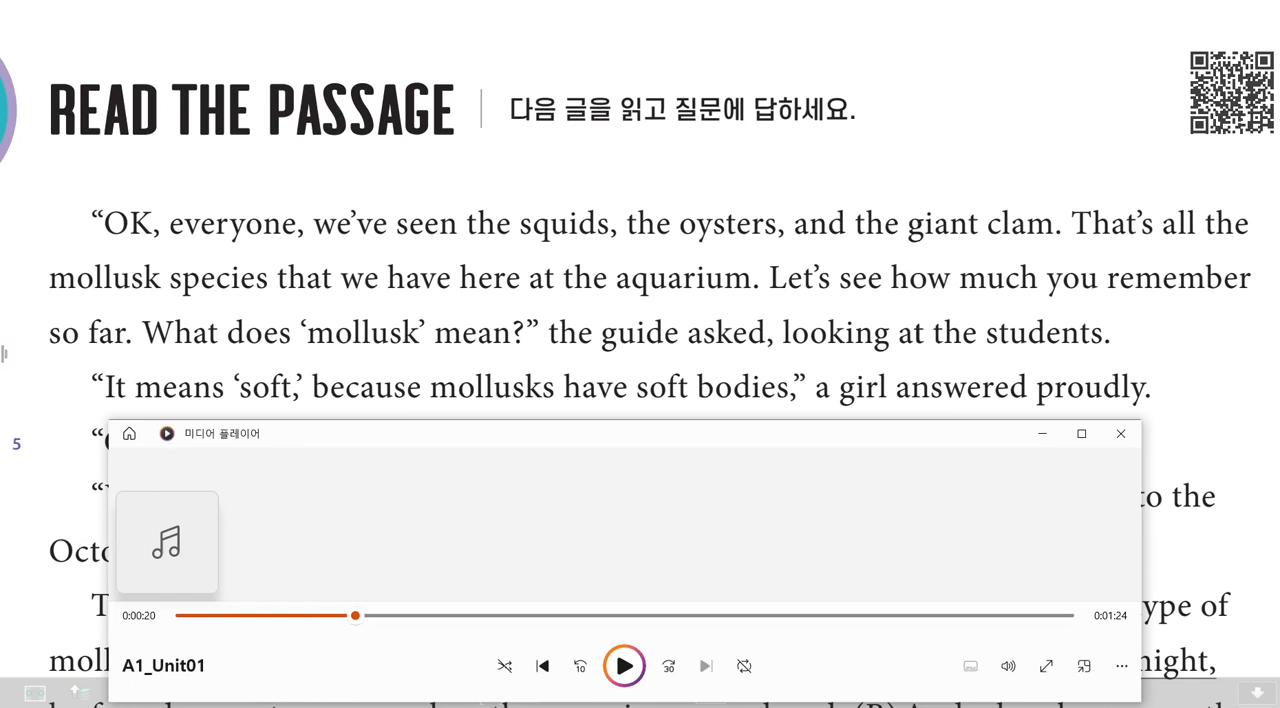 READ THE PASSAGE
다음 글을 읽고 질문에 답하세요.
“OK, everyone, we’ve seen the squids, the oysters, and the giant clam. That’s all the
mollusk species that we have here at the aquarium. Let’s see how much you remember
so far. What does ‘mollusk’ mean?” the guide asked, looking at the students.
“It means ‘soft,’ because mollusks have soft bodies,” a girl answered proudly.
5
미디어 플레이어
to the
0:00:20
0:01:24
of
A1_Unit01
10
30
night,